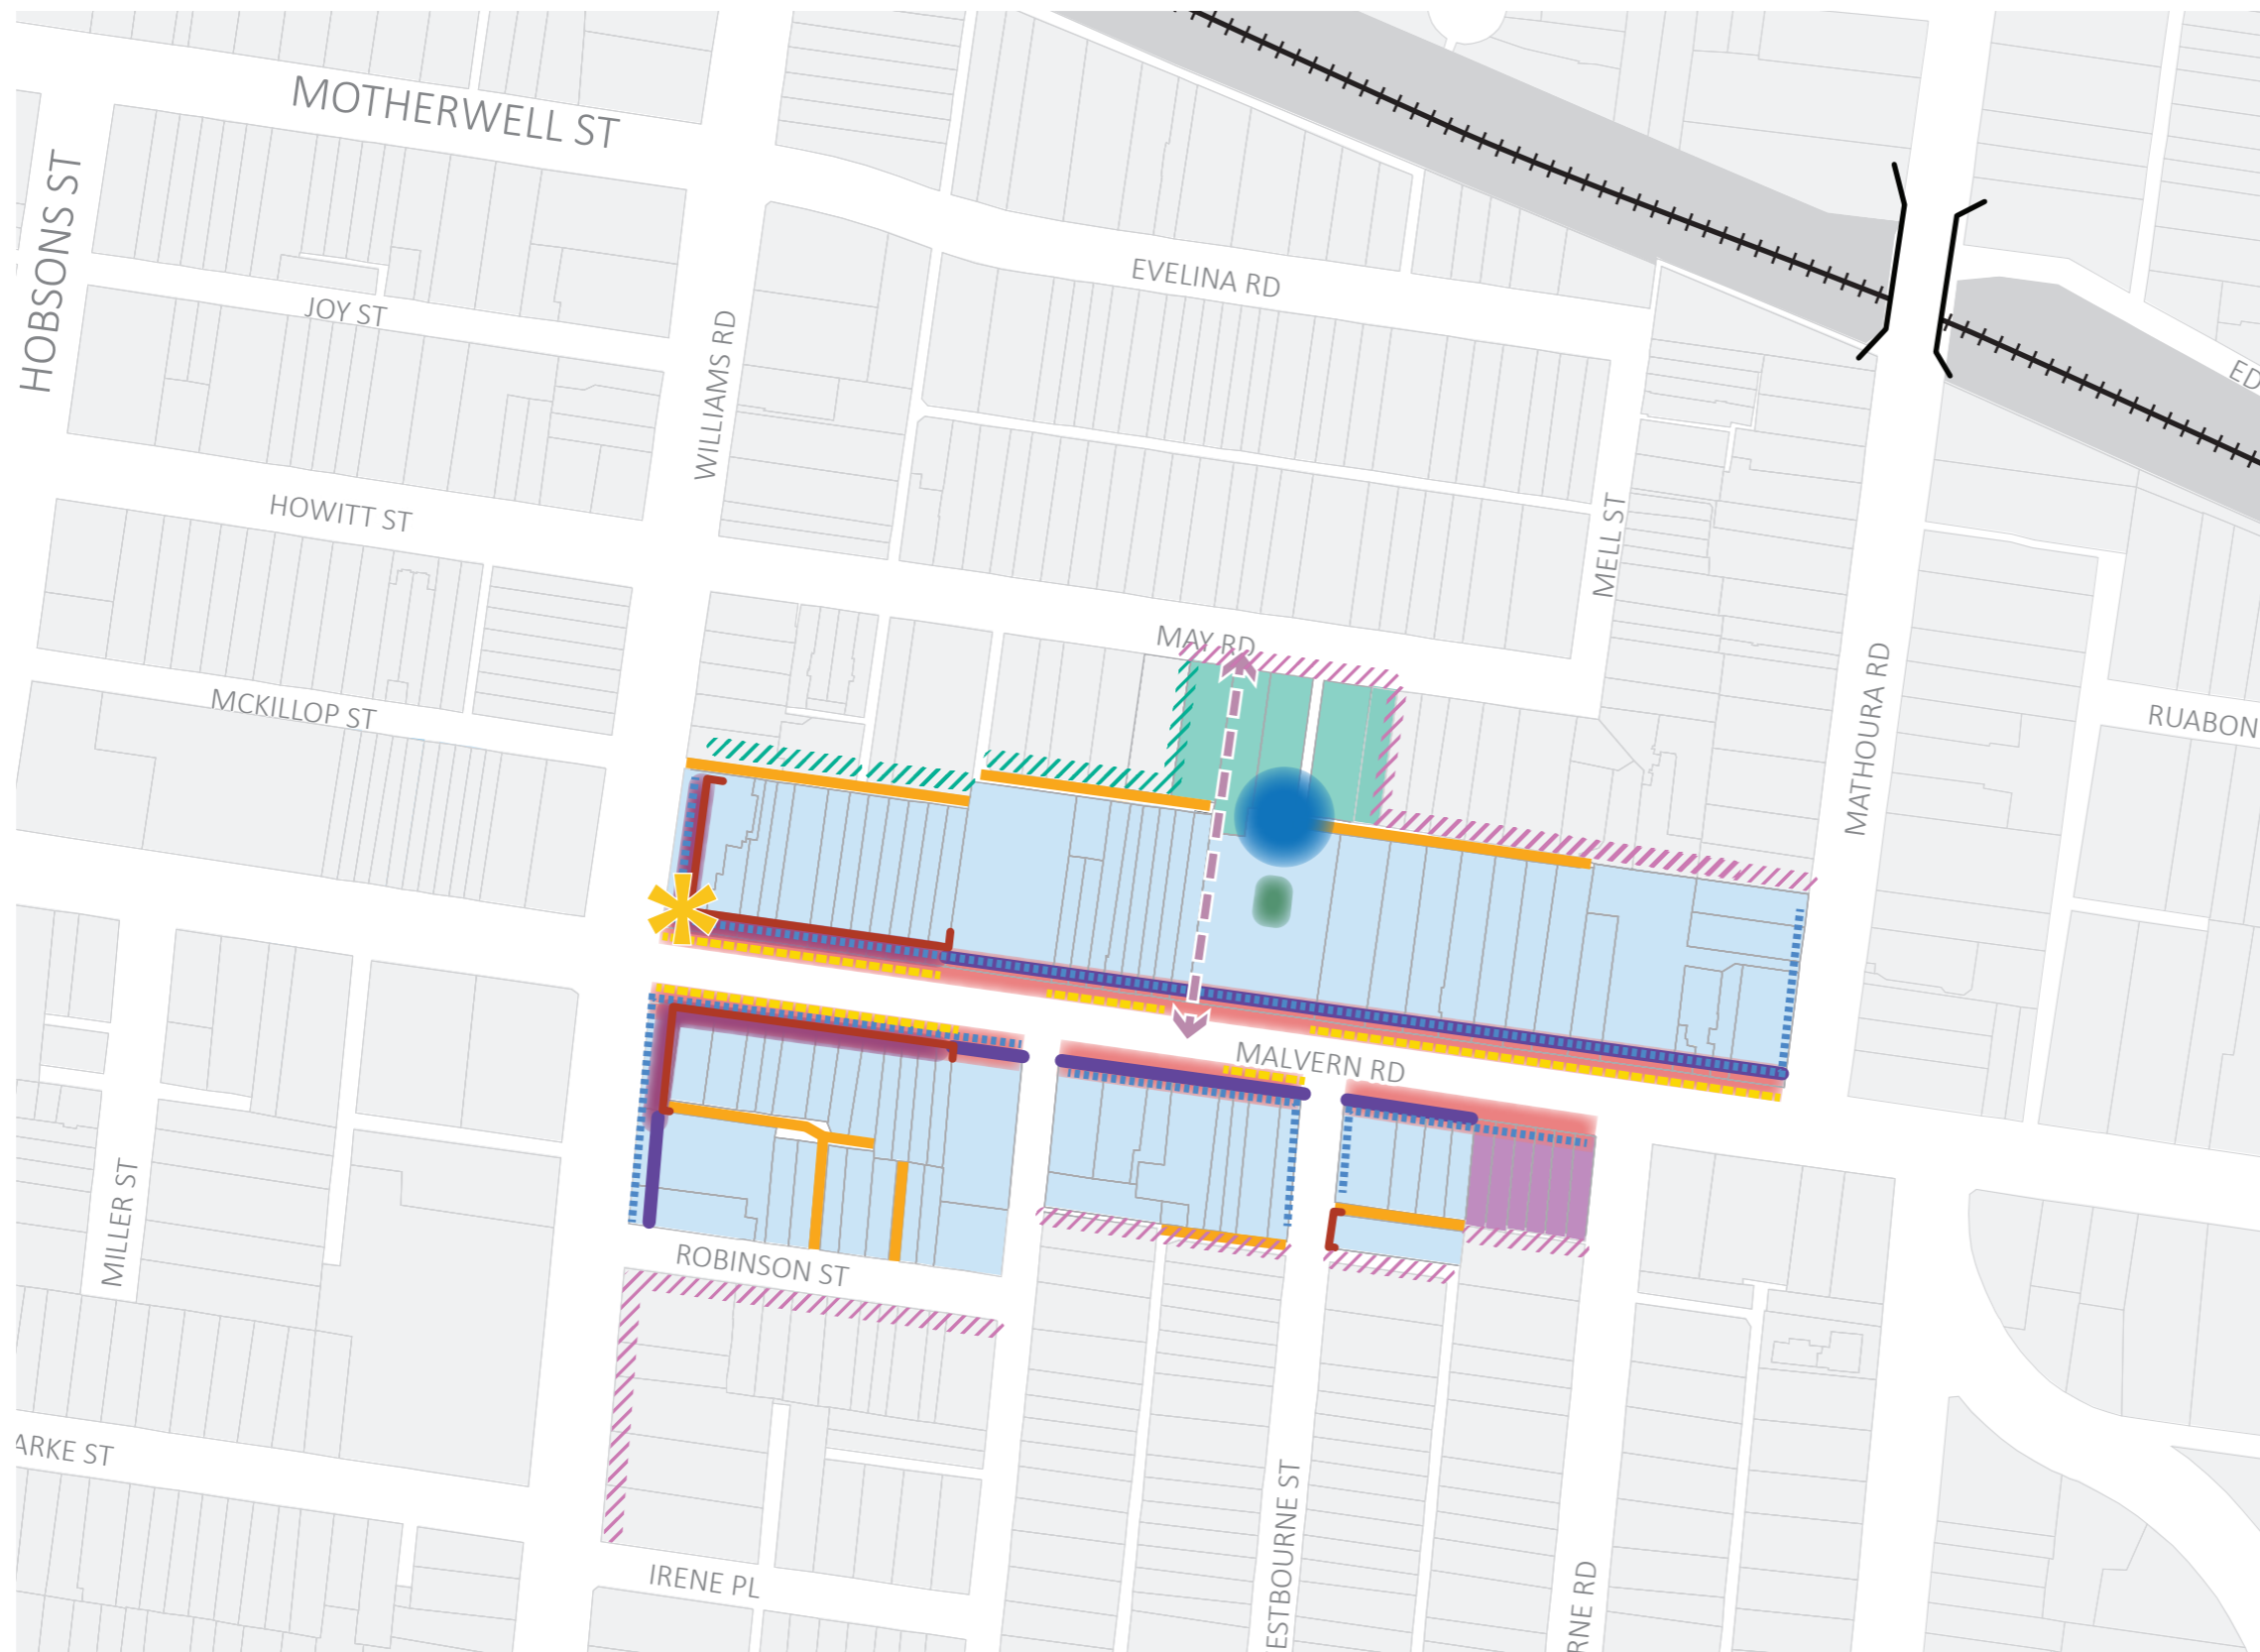 MOTHERWELL ST
HOBSONS ST
EVELINA RD
JOY ST
WILLIAMS RD
ED
HOWITT ST
MELL ST
MAY RD
MATHOURA RD
MCKILLOP ST
RUABON
MALVERN RD
MILLER ST
ROBINSON ST
ARKE ST
ESTBOURNE ST
IRENE PL
RNE RD